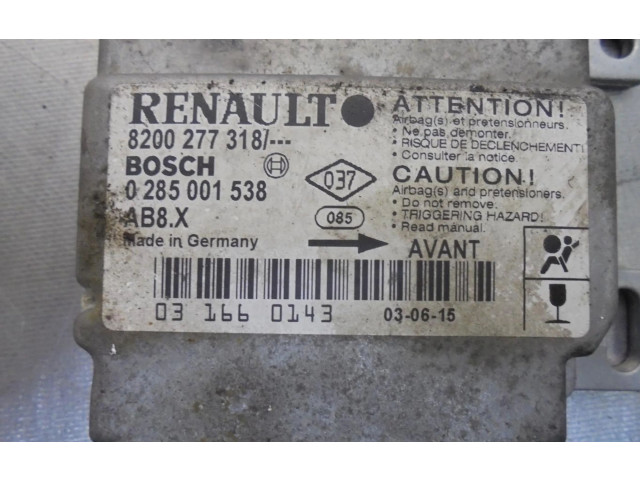 RENAULT
8200 277 318/---
BOSCH
0 285 001 538
AB8.X
Made in Germany
037
085
AVANT
ATTENTION!
Airbag(s) et pretensionneurs.
• Ne pas demonter.
• RISQUE DE DECLENCHEMENT!
• Consulter la notice.
CAUTION!
Airbag(s) and pretensioners.
• Do not remove.
• TRIGGERING HAZARD!
• Read manual.
03 166 0143
03-06-15